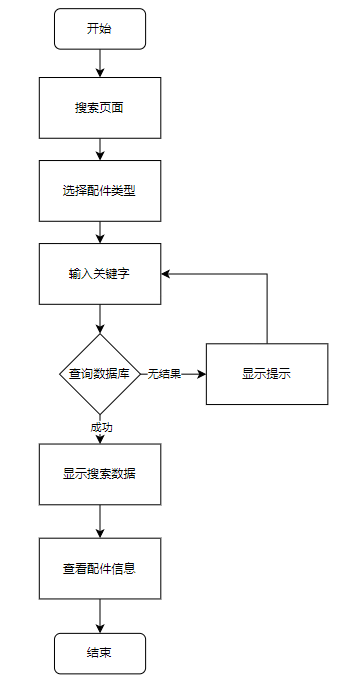 开始
搜索页面
选择配件类型
输入关键字
查询数据库
无结果
显示提示
成功
显示搜索数据
查看配件信息
结束